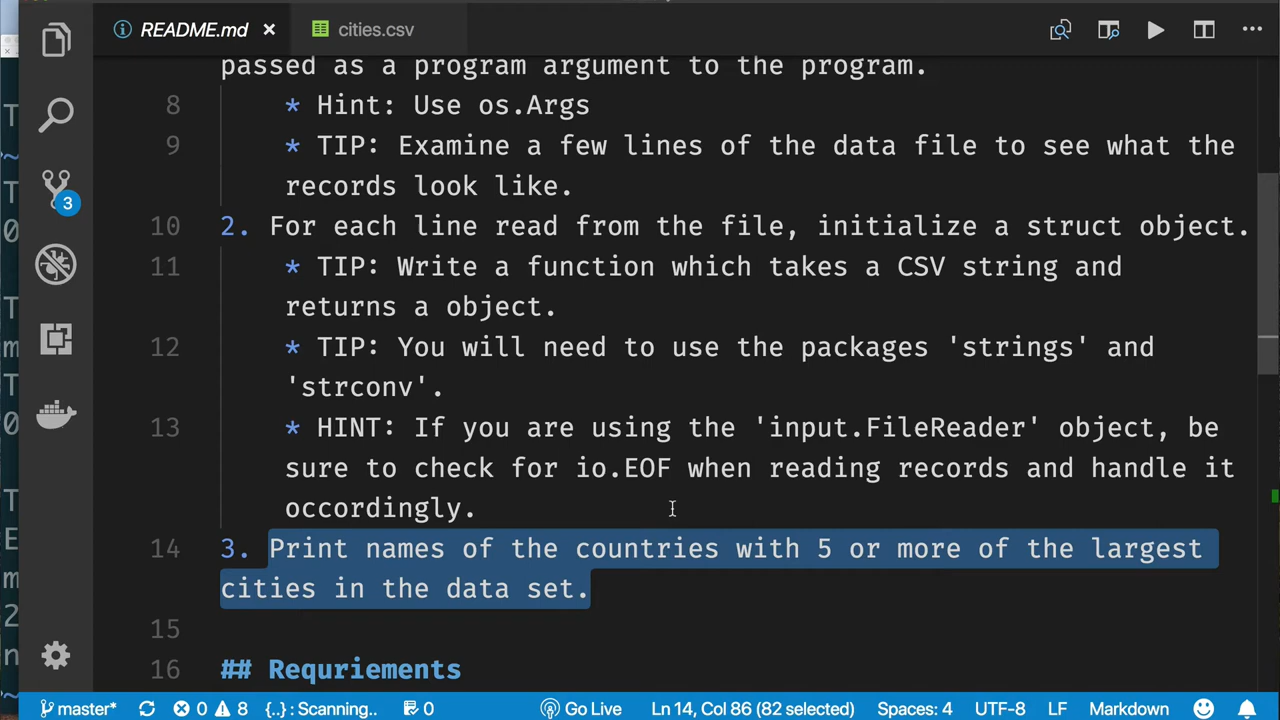 README.md × cities.csv
passed as a program argument to the program.
8 * Hint: Use os.Args
9 * TIP: Examine a few lines of the data file to see what the
records look like.
10 2. For each line read from the file, initialize a struct object.
11 * TIP: Write a function which takes a CSV string and
returns a object.
12 * TIP: You will need to use the packages 'strings' and
'strconv'.
13 * HINT: If you are using the 'input.FileReader' object, be
sure to check for io.EOF when reading records and handle it
occordingly.
14 3. Print names of the countries with 5 or more of the largest
cities in the data set.
15
16 ## Requriements
3
master* 0 8 {..} : Scanning.. 0 Go Live Ln 14, Col 86 (82 selected) Spaces: 4 UTF-8 LF Markdown